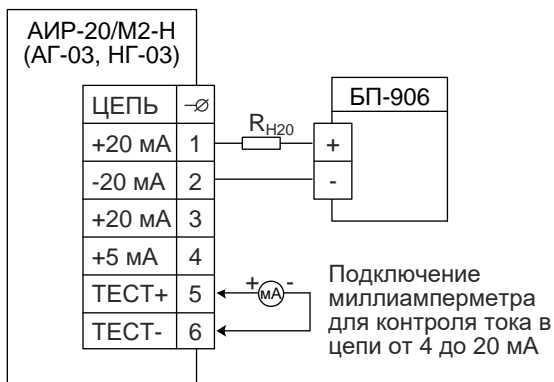 АИР-20/М2-Н
(АГ-03, НГ-03)
ЦЕПЬ
+20 мА 1
-20 мА 2
+20 мА 3
+5 мА 4
ТЕСТ+ 5
ТЕСТ- 6
RН20
БП-906
+
-
+ мА -
Подключение
миллиамперметра
для контроля тока в
цепи от 4 до 20 мА